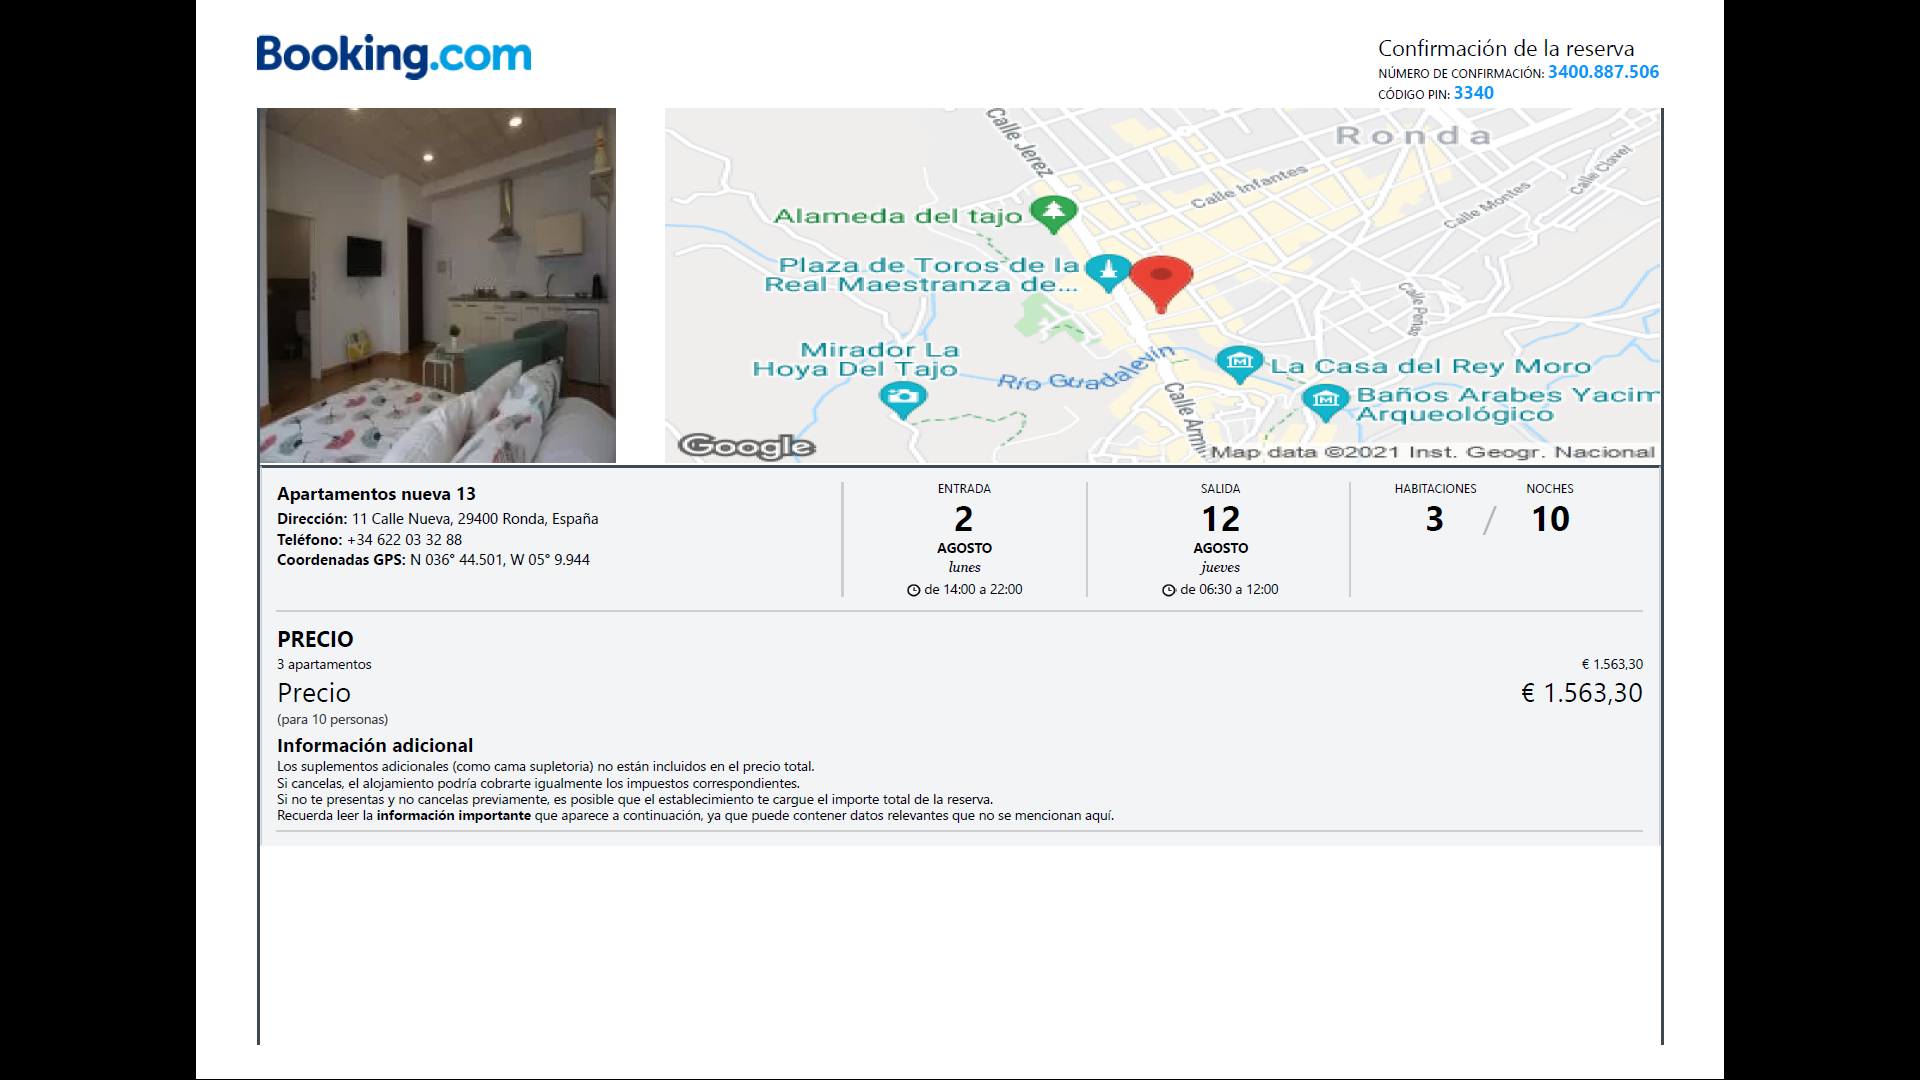 Booking.com
Confirmación de la reserva
NÚMERO DE CONFIRMACIÓN: 3400.887.506
CÓDIGO PIN: 3340
Calle Jerez
Ronda
Calle Infantes
Calle Montes
Calle Clavel
Alameda del tajo
Plaza de Toros de la
Real Maestranza de...
Calle Peñas
Mirador La
Hoya Del Tajo
Río Guadalevín
La Casa del Rey Moro
Calle Armiñ
Baños Arabes Yacim
Arqueológico
Google
Map data ©2021 Inst. Geogr. Nacional
Apartamentos nueva 13
Dirección: 11 Calle Nueva, 29400 Ronda, España
Teléfono: +34 622 03 32 88
Coordenadas GPS: N 036° 44.501, W 05° 9.944
ENTRADA
2
AGOSTO
lunes
de 14:00 a 22:00
SALIDA
12
AGOSTO
jueves
de 06:30 a 12:00
HABITACIONES NOCHES
3 / 10
PRECIO
3 apartamentos € 1.563,30
Precio € 1.563,30
(para 10 personas)
Información adicional
Los suplementos adicionales (como cama supletoria) no están incluidos en el precio total.
Si cancelas, el alojamiento podría cobrarte igualmente los impuestos correspondientes.
Si no te presentas y no cancelas previamente, es posible que el establecimiento te cargue el importe total de la reserva.
Recuerda leer la información importante que aparece a continuación, ya que puede contener datos relevantes que no se mencionan aquí.